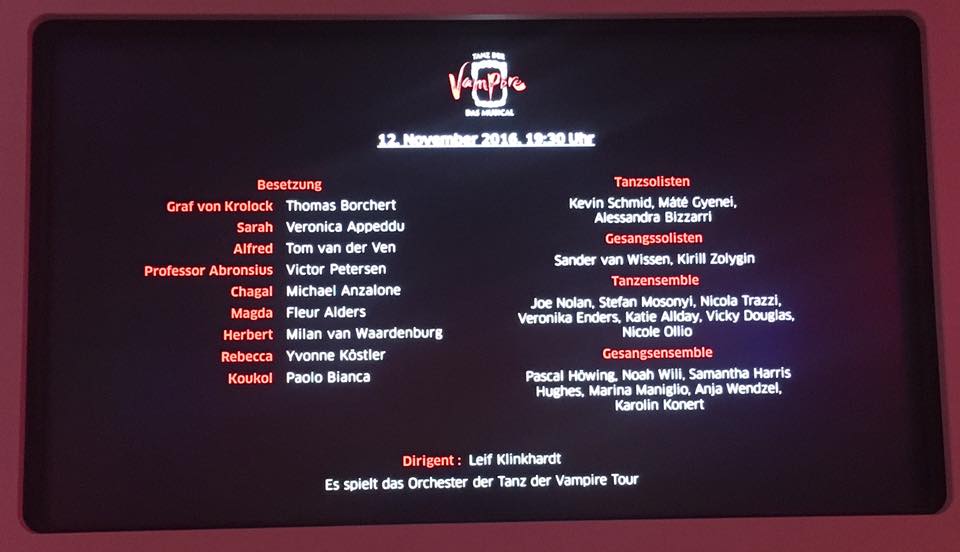 TANZ DER
Vampire
DAS MUSICAL
12. November 2016, 19:30 Uhr
Besetzung
Graf von Krolock Thomas Borchert
Sarah Veronica Appeddu
Alfred Tom van der Ven
Professor Abronsius Victor Petersen
Chagal Michael Anzalone
Magda Fleur Alders
Herbert Milan van Waardenburg
Rebecca Yvonne Köstler
Koukol Paolo Bianca
Tanzsolisten
Kevin Schmid, Máté Gyenei,
Alessandra Bizzarri
Gesangssolisten
Sander van Wissen, Kirill Zolygin
Tanzensemble
Joe Nolan, Stefan Mosonyi, Nicola Trazzi,
Veronika Enders, Katie Allday, Vicky Douglas,
Nicole Ollio
Gesangsensemble
Pascal Höwing, Noah Wili, Samantha Harris
Hughes, Marina Maniglio, Anja Wendzel,
Karolin Konert
Dirigent : Leif Klinkhardt
Es spielt das Orchester der Tanz der Vampire Tour